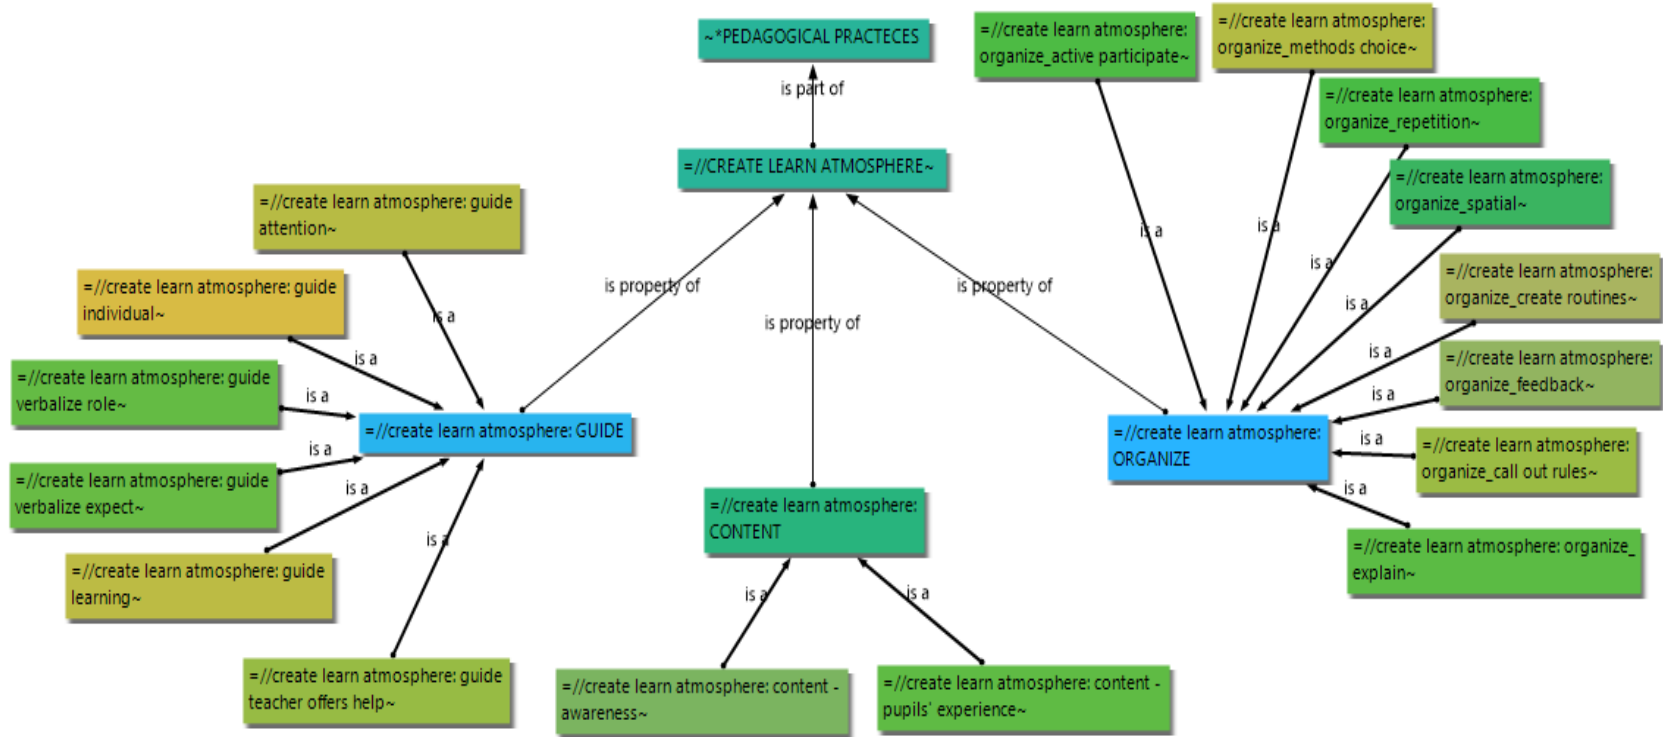 ~*PEDAGOGICAL PRACTECES
is part of
=//CREATE LEARN ATMOSPHERE~
is property of
is property of
is property of
=//create learn atmosphere: guide
attention~
is a
=//create learn atmosphere: guide
individual~
is a
=//create learn atmosphere: guide
verbalize role~
is a
=//create learn atmosphere: GUIDE
=//create learn atmosphere: guide
verbalize expect~
is a
=//create learn atmosphere: guide
learning~
is a
=//create learn atmosphere: guide
teacher offers help~
is a
=//create learn atmosphere:
CONTENT
is a
is a
=//create learn atmosphere: content -
awareness~
=//create learn atmosphere: content -
pupils' experience~
=//create learn atmosphere:
organize_active participate~
is a
=//create learn atmosphere:
organize_methods choice~
is a
=//create learn atmosphere:
organize_repetition~
is a
=//create learn atmosphere:
organize_spatial~
is a
=//create learn atmosphere:
organize_create routines~
is a
=//create learn atmosphere:
organize_feedback~
is a
=//create learn atmosphere:
ORGANIZE
=//create learn atmosphere:
organize_call out rules~
is a
=//create learn atmosphere: organize_
explain~
is a